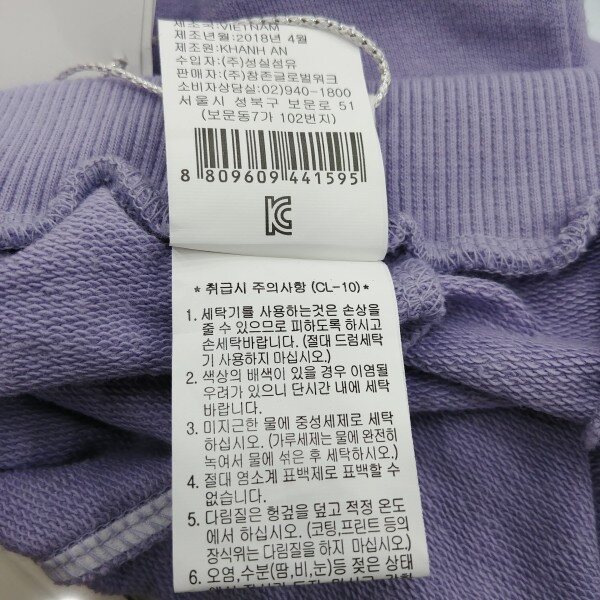 제조국: VIETNAM
제조년월: 2018년 4월
제조원: KHANH AN
수입자: (주)성실섬유
판매자: (주)창존글로벌워크
소비자상담실: 02)940-1800
서울시 성북구 보문로 51
(보문동7가 102번지)
8 809609 441595
* 취급시 주의사항 (CL-10) *
1. 세탁기를 사용하는것은 손상을
줄 수 있으므로 피하도록 하시고
손세탁바랍니다. (절대 드럼세탁
기 사용하지 마십시오.)
2. 색상의 배색이 있을 경우 이염될
우려가 있으니 단시간 내에 세탁
바랍니다.
3. 미지근한 물에 중성세제로 세탁
하십시오. (가루세제는 물에 완전히
녹여서 물에 섞은 후 세탁하시오.)
4. 절대 염소계 표백제로 표백할 수
없습니다.
5. 다림질은 헝겊을 덮고 적정 온도
에서 하십시오. (코팅,프린트 등의
장식위는 다림질을 하지 마십시오.)
6. 오염,수분(땀,비,눈)등 젖은 상태